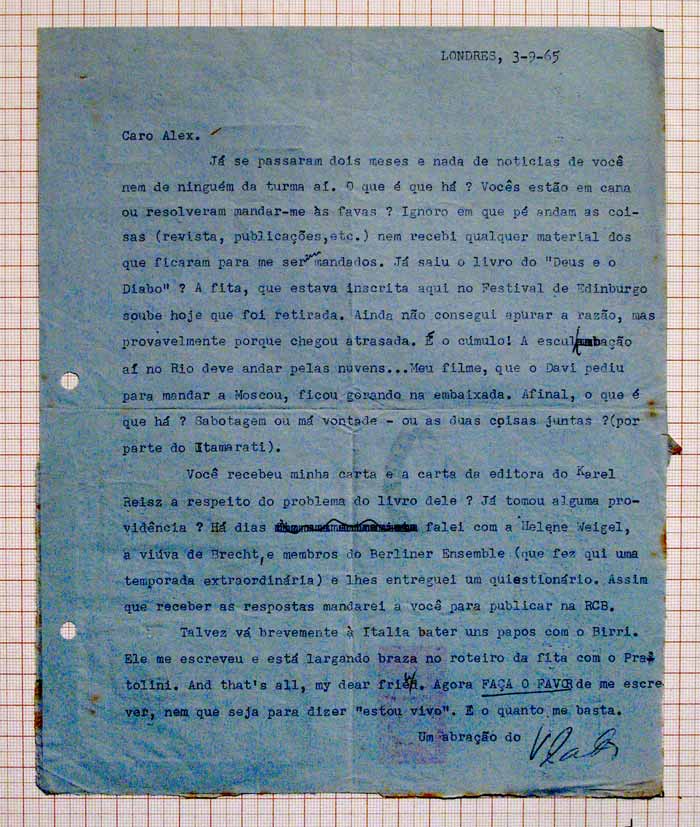 LONDRES, 3-9-65
Caro Alex.
Já se passaram dois meses e nada de noticias de você
nem de ninguém da turma aí. O que é que há ? Vocês estão em cana
ou resolveram mandar-me às favas ? Ignoro em que pé andam as coi-
sas (revista, publicações,etc.) nem recebi qualquer material dos
que ficaram para me serem mandados. Já saiu o livro do "Deus e o
Diabo" ? A fita, que estava inscrita aqui no Festival de Edinburgo
soube hoje que foi retirada. Ainda não consegui apurar a razão, mas
provavelmente porque chegou atrasada. É o cúmulo! A esculhambação
aí no Rio deve andar pelas nuvens...Meu filme, que o Davi pediu
para mandar a Moscou, ficou gorando na embaixada. Afinal, o que é
que há ? Sabotagem ou má vontade - ou as duas coisas juntas ?(por
parte do Itamarati).
Você recebeu minha carta e a carta da editora do Karel
Reisz a respeito do problema do livro dele ? Já tomou alguma pro-
vidência ? Há dias falei com a Helene Weigel,
a viúva de Brecht, e membros do Berliner Ensemble (que fez qui uma
temporada extraordinária) e lhes entreguei um quiestionário. Assim
que receber as respostas mandarei a você para publicar na RCB.
Talvez vá brevemente à Italia bater uns papos com o Birri.
Ele me escreveu e está largando braza no roteiro da fita com o Pra-
tolini. And that's all, my dear frien. Agora FAÇA O FAVOR de me escre
ver, nem que seja para dizer "estou vivo". É o quanto me basta.
Um abração do
Vlado